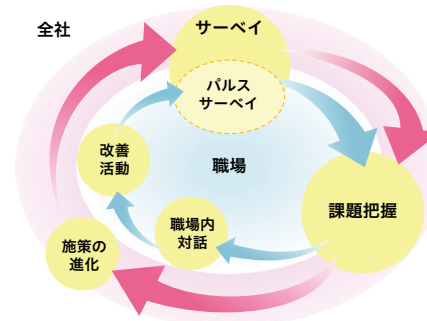 全社
サーベイ
パルス
サーベイ
改善
活動
職場
課題把握
職場内
対話
施策の
進化